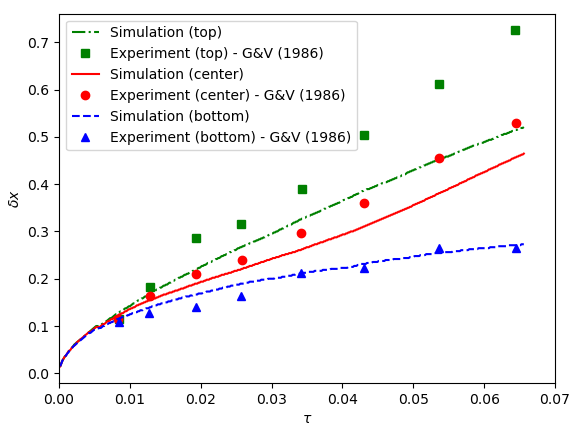 Simulation (top)
Experiment (top) - G&V (1986)
Simulation (center)
Experiment (center) - G&V (1986)
Simulation (bottom)
Experiment (bottom) - G&V (1986)
0.7
0.6
0.5
0.4
0.3
0.2
0.1
0.0
δx
0.00 0.01 0.02 0.03 0.04 0.05 0.06 0.07
τ